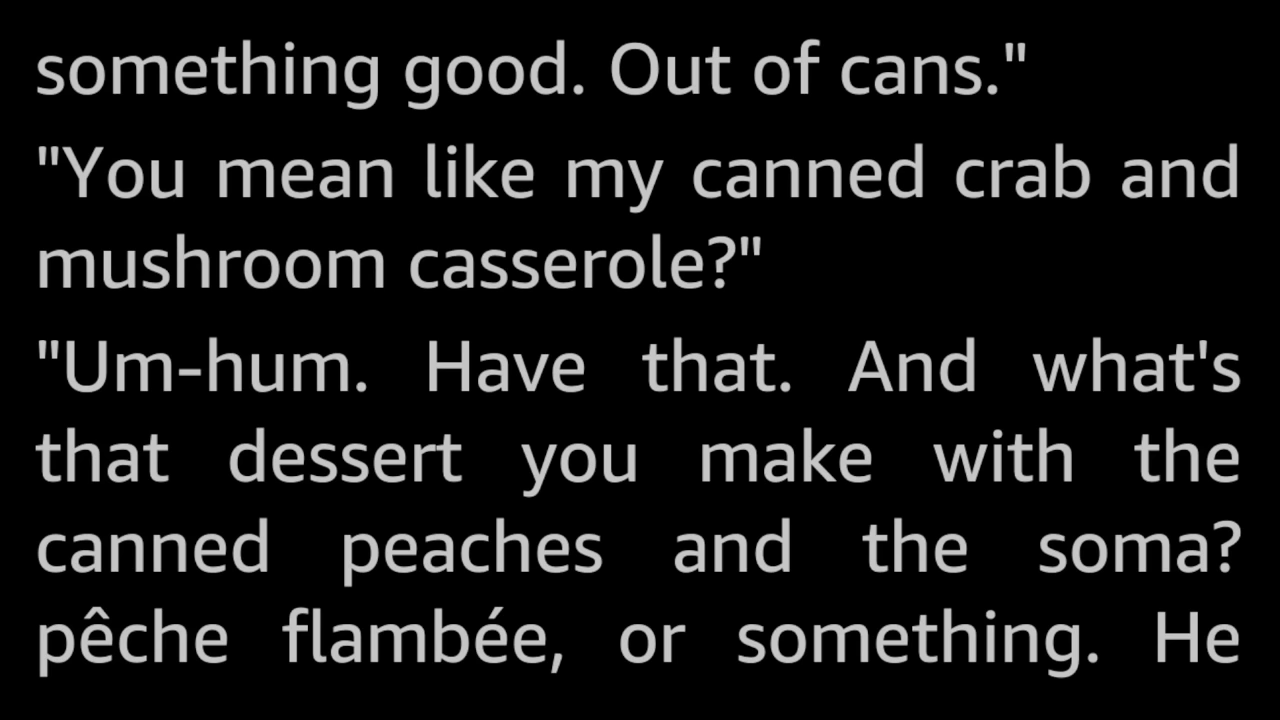 something good. Out of cans."
"You mean like my canned crab and
mushroom casserole?"
"Um-hum. Have that. And what's
that dessert you make with the
canned peaches and the soma?
pêche flambée, or something. He